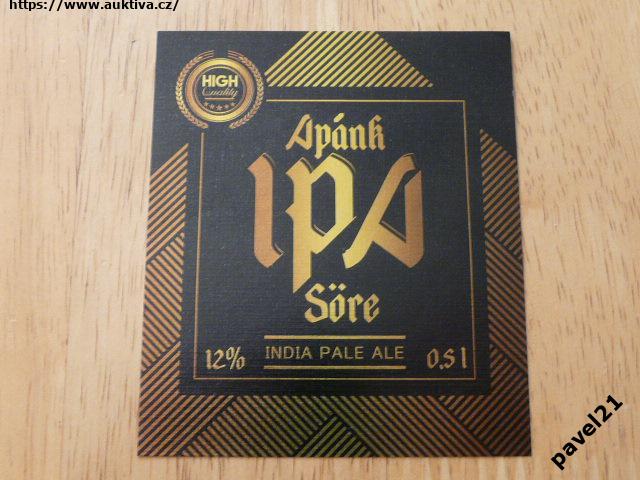 https://www.auktiva.cz/
HIGH
Quality
Apánk
IPA
Söre
12% INDIA PALE ALE 0,5 l
pavel21